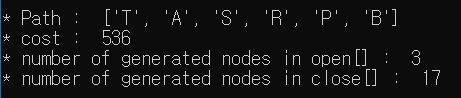 * Path :  ['T', 'A', 'S', 'R', 'P', 'B']
* cost :  536
* number of generated nodes in open[] :  3
* number of generated nodes in close[] :  17